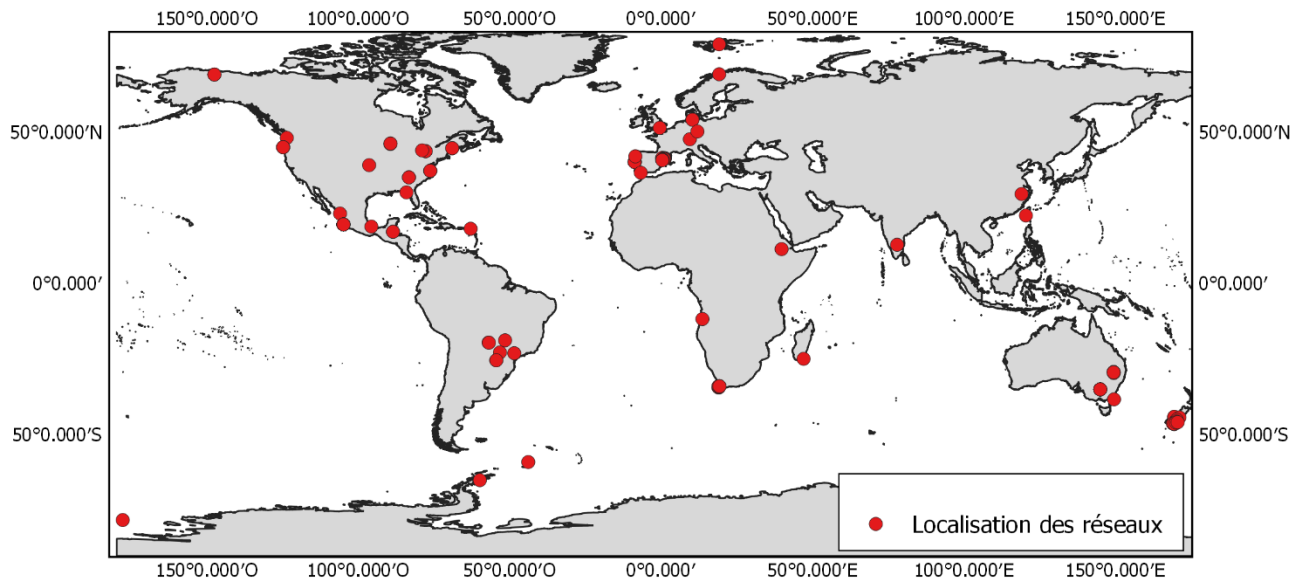 150°0.000′O 100°0.000′O 50°0.000′O 0°0.000′ 50°0.000′E 100°0.000′E 150°0.000′E
50°0.000′N 50°0.000′N
0°0.000′ 0°0.000′
50°0.000′S 50°0.000′S
Localisation des réseaux
150°0.000′O 100°0.000′O 50°0.000′O 0°0.000′ 50°0.000′E 100°0.000′E 150°0.000′E